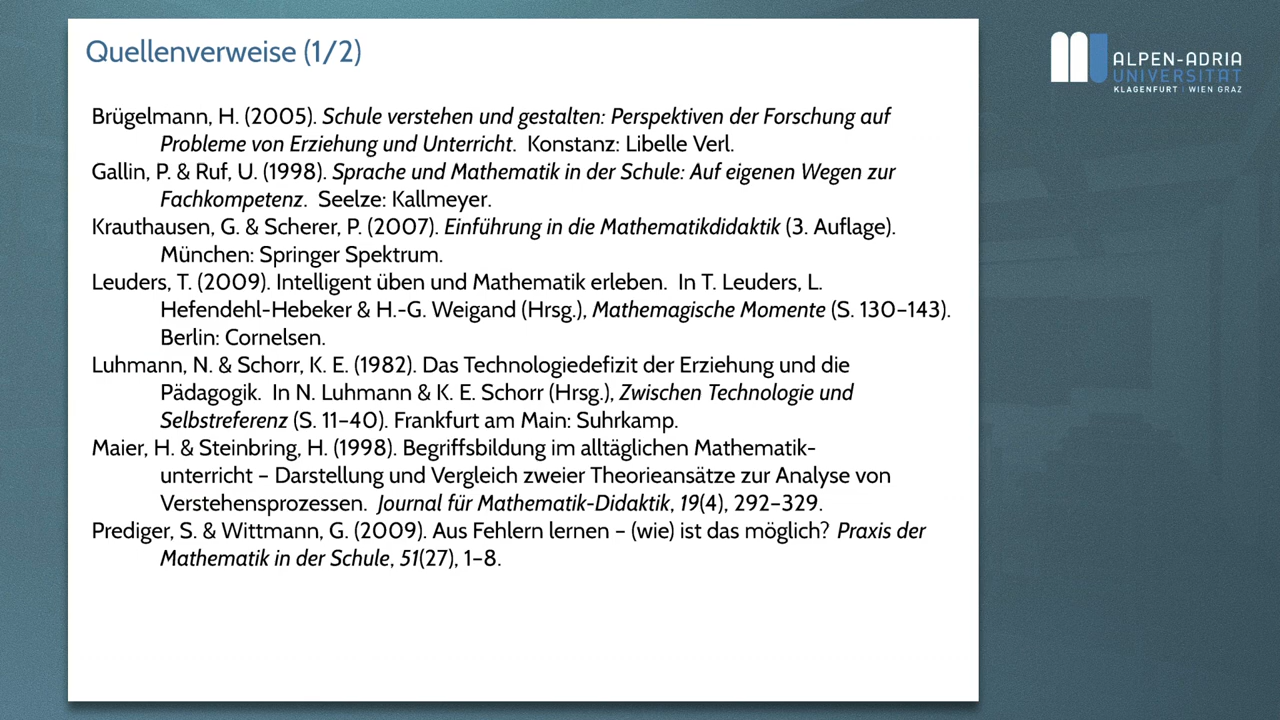 Quellenverweise (1/2)
Brügelmann, H. (2005). Schule verstehen und gestalten: Perspektiven der Forschung auf
Probleme von Erziehung und Unterricht. Konstanz: Libelle Verl.
Gallin, P. & Ruf, U. (1998). Sprache und Mathematik in der Schule: Auf eigenen Wegen zur
Fachkompetenz. Seelze: Kallmeyer.
Krauthausen, G. & Scherer, P. (2007). Einführung in die Mathematikdidaktik (3. Auflage).
München: Springer Spektrum.
Leuders, T. (2009). Intelligent üben und Mathematik erleben. In T. Leuders, L.
Hefendehl-Hebeker & H.-G. Weigand (Hrsg.), Mathemagische Momente (S. 130–143).
Berlin: Cornelsen.
Luhmann, N. & Schorr, K. E. (1982). Das Technologiedefizit der Erziehung und die
Pädagogik. In N. Luhmann & K. E. Schorr (Hrsg.), Zwischen Technologie und
Selbstreferenz (S. 11–40). Frankfurt am Main: Suhrkamp.
Maier, H. & Steinbring, H. (1998). Begriffsbildung im alltäglichen Mathematik-
unterricht – Darstellung und Vergleich zweier Theorieansätze zur Analyse von
Verstehensprozessen. Journal für Mathematik-Didaktik, 19(4), 292–329.
Prediger, S. & Wittmann, G. (2009). Aus Fehlern lernen – (wie) ist das möglich? Praxis der
Mathematik in der Schule, 51(27), 1–8.
ALPEN-ADRIA
UNIVERSITÄT
KLAGENFURT | WIEN GRAZ